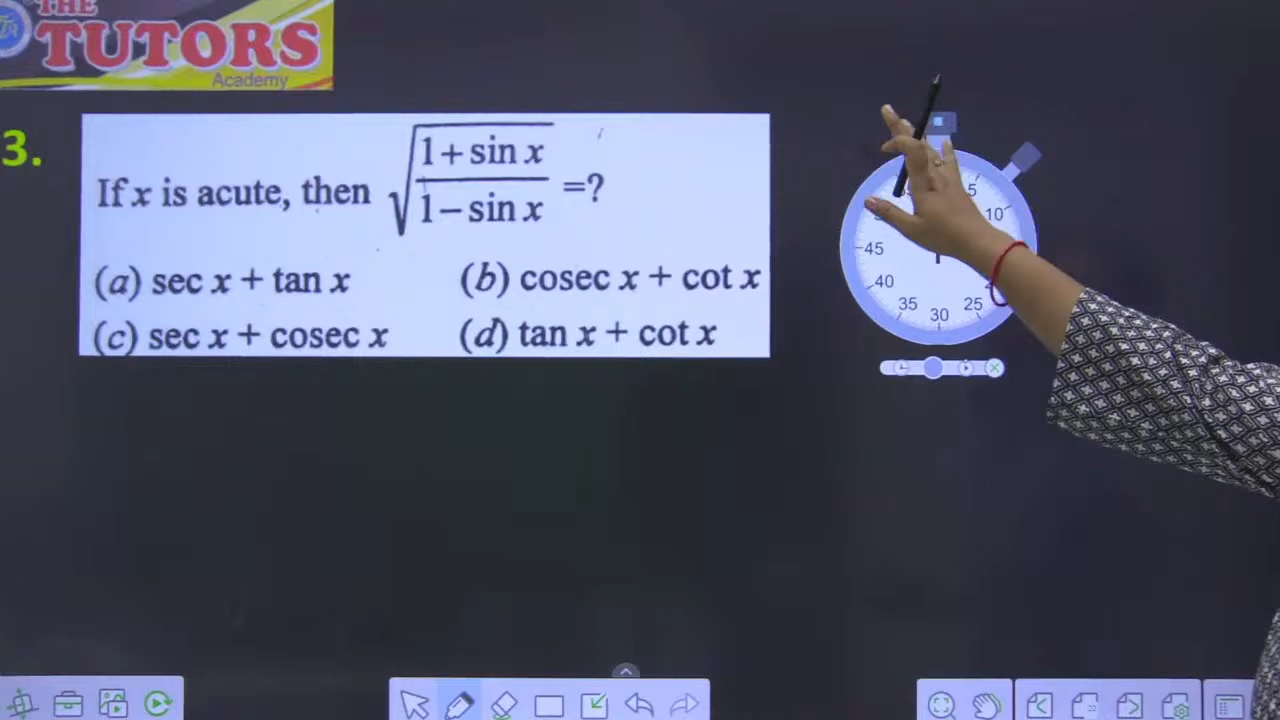 THE
TUTORS
Academy
3.
If x is acute, then √((1 + sin x)/(1 − sin x)) =?
(a) sec x + tan x (b) cosec x + cot x
(c) sec x + cosec x (d) tan x + cot x
5
10
45
40
35
30
25
22